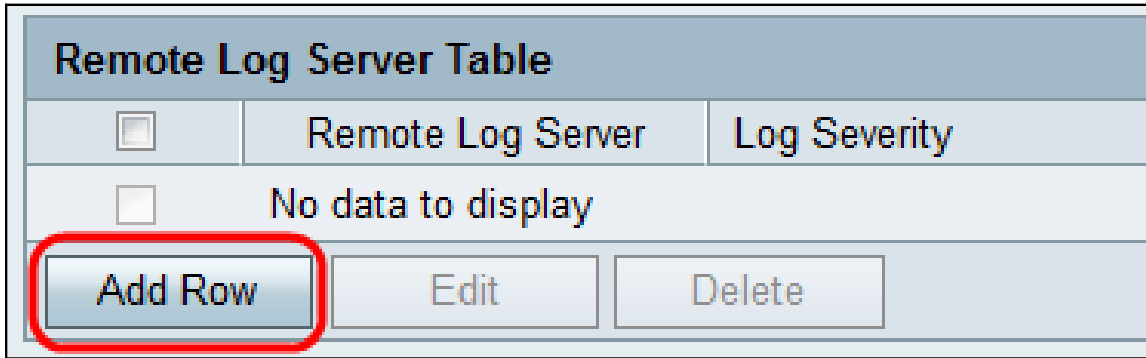 Remote Log Server Table
Remote Log Server Log Severity
No data to display
Add Row Edit Delete